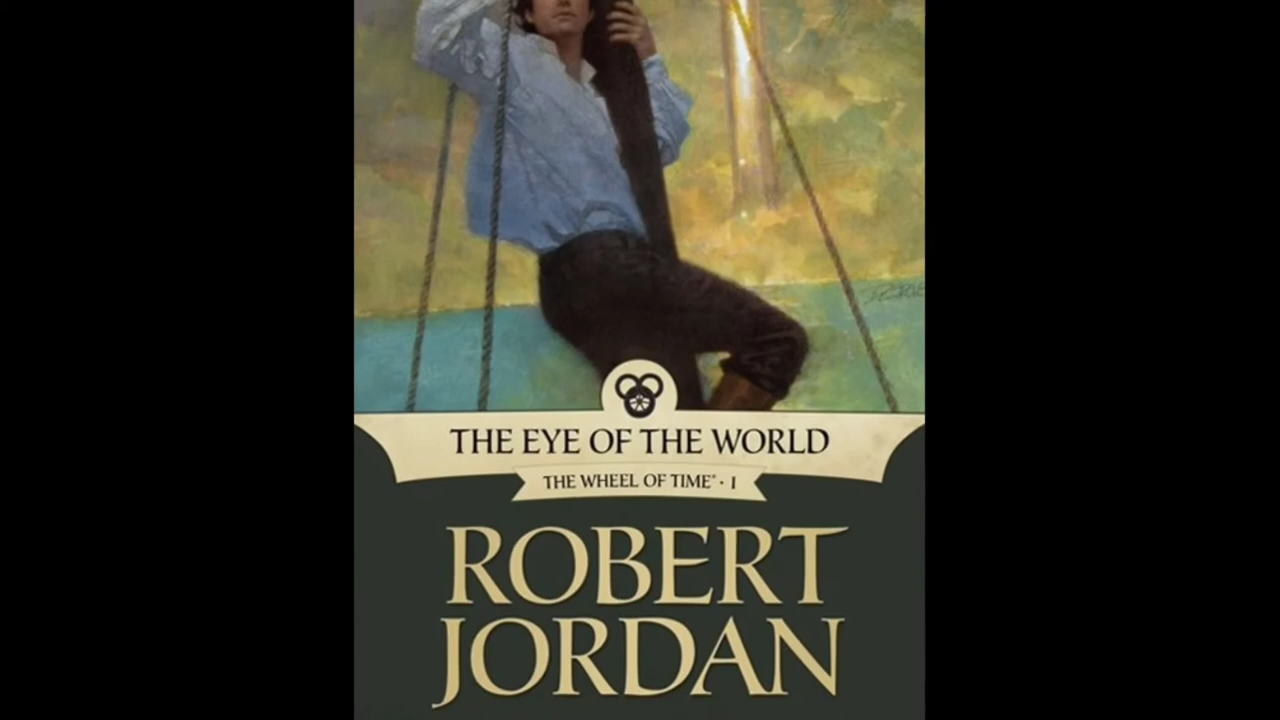 THE EYE OF THE WORLD
THE WHEEL OF TIME® · 1
ROBERT
JORDAN